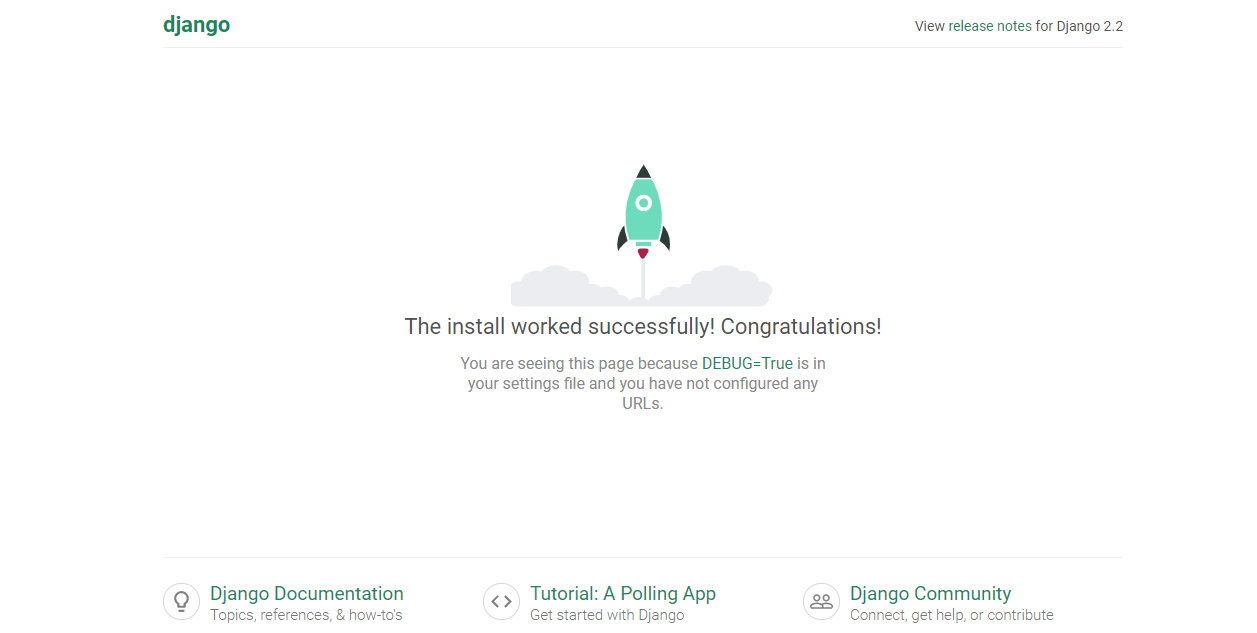 django
View release notes for Django 2.2
The install worked successfully! Congratulations!
You are seeing this page because DEBUG=True is in
your settings file and you have not configured any
URLs.
Django Documentation
Topics, references, & how-to's
Tutorial: A Polling App
Get started with Django
Django Community
Connect, get help, or contribute